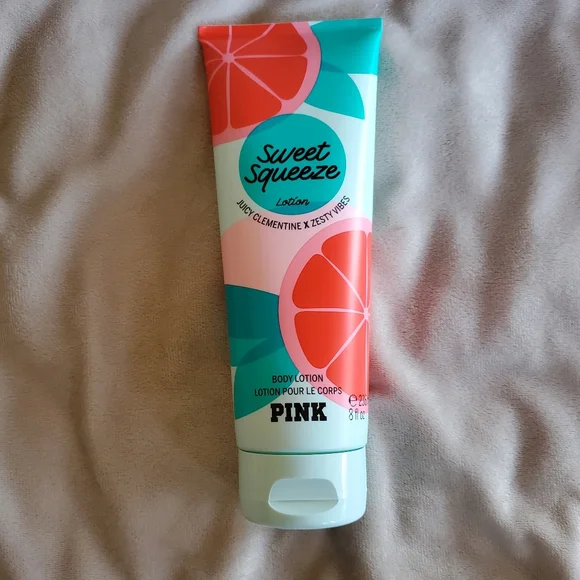 Sweet
Squeeze
Lotion
JUICY CLEMENTINE X ZESTY VIBES
BODY LOTION
LOTION POUR LE CORPS
PINK
8 fl oz